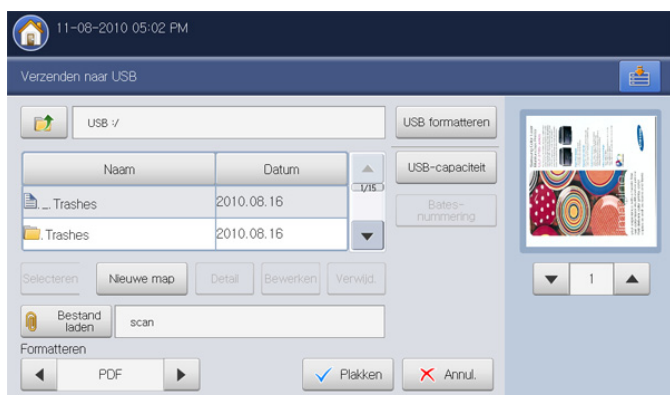 11-08-2010 05:02 PM
Verzenden naar USB
USB :/
USB formatteren
Naam
Datum
USB-capaciteit
1/15
._. Trashes
2010.08.16
Bates-
nummering
. Trashes
2010.08.16
Selecteren
Nieuwe map
Detail
Bewerken
Verwijd.
1
Bestand
laden
scan
Formatteren
PDF
Plakken
Annul.